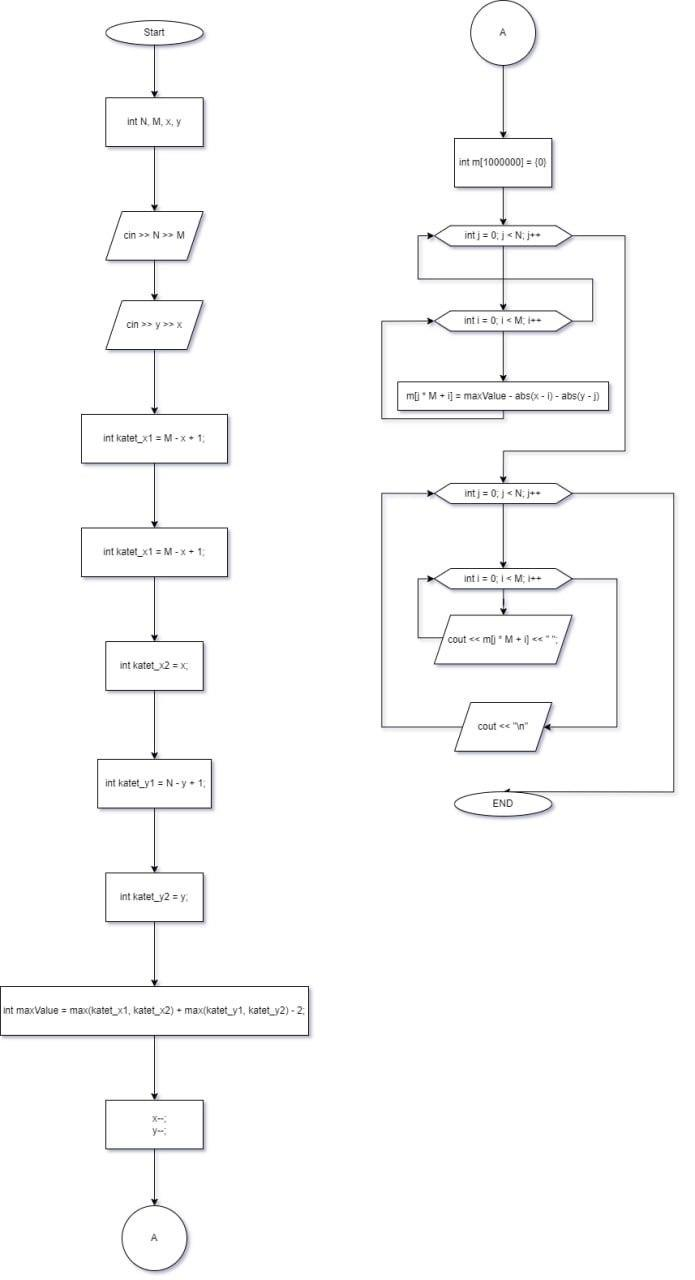 Start
int N, M, x, y
cin >> N >> M
cin >> y >> x
int katet_x1 = M - x + 1;
int katet_x1 = M - x + 1;
int katet_x2 = x;
int katet_y1 = N - y + 1;
int katet_y2 = y;
int maxValue = max(katet_x1, katet_x2) + max(katet_y1, katet_y2) - 2;
x--;
y--;
A
A
int m[1000000] = {0}
int j = 0; j < N; j++
int i = 0; i < M; i++
m[j * M + i] = maxValue - abs(x - i) - abs(y - j)
int j = 0; j < N; j++
int i = 0; i < M; i++
cout << m[j * M + i] << " ";
cout << "\n"
END